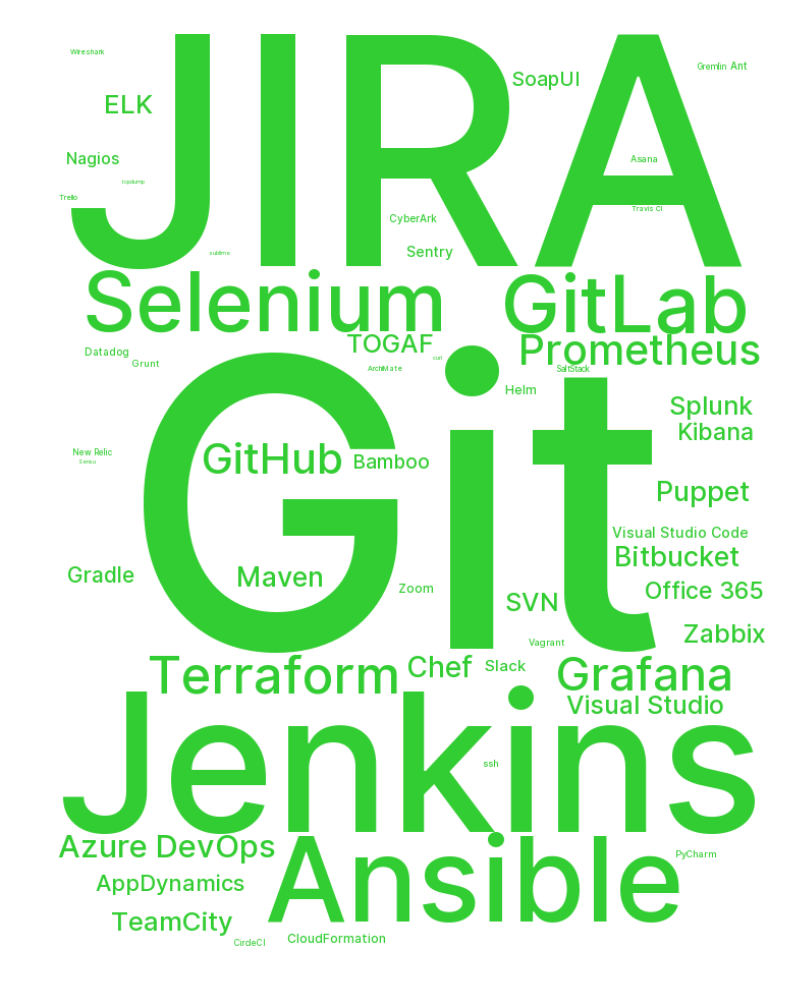 JIRA
Wireshark
SoapUI
Gremlin
Ant
ELK
Nagios
Asana
tcpdump
Trello
Travis CI
CyberArk
Sentry
sublime
Selenium
GitLab
TOGAF
Prometheus
Datadog
curl
Grunt
ArchiMate
SaltStack
Git
Helm
Splunk
Kibana
GitHub
Bamboo
New Relic
Puppet
Visual Studio Code
Bitbucket
Gradle
Maven
Zoom
Office 365
SVN
Zabbix
Vagrant
Terraform
Chef
Slack
Grafana
Visual Studio
Jenkins
ssh
Azure DevOps
Ansible
PyCharm
AppDynamics
TeamCity
CloudFormation
CircleCI